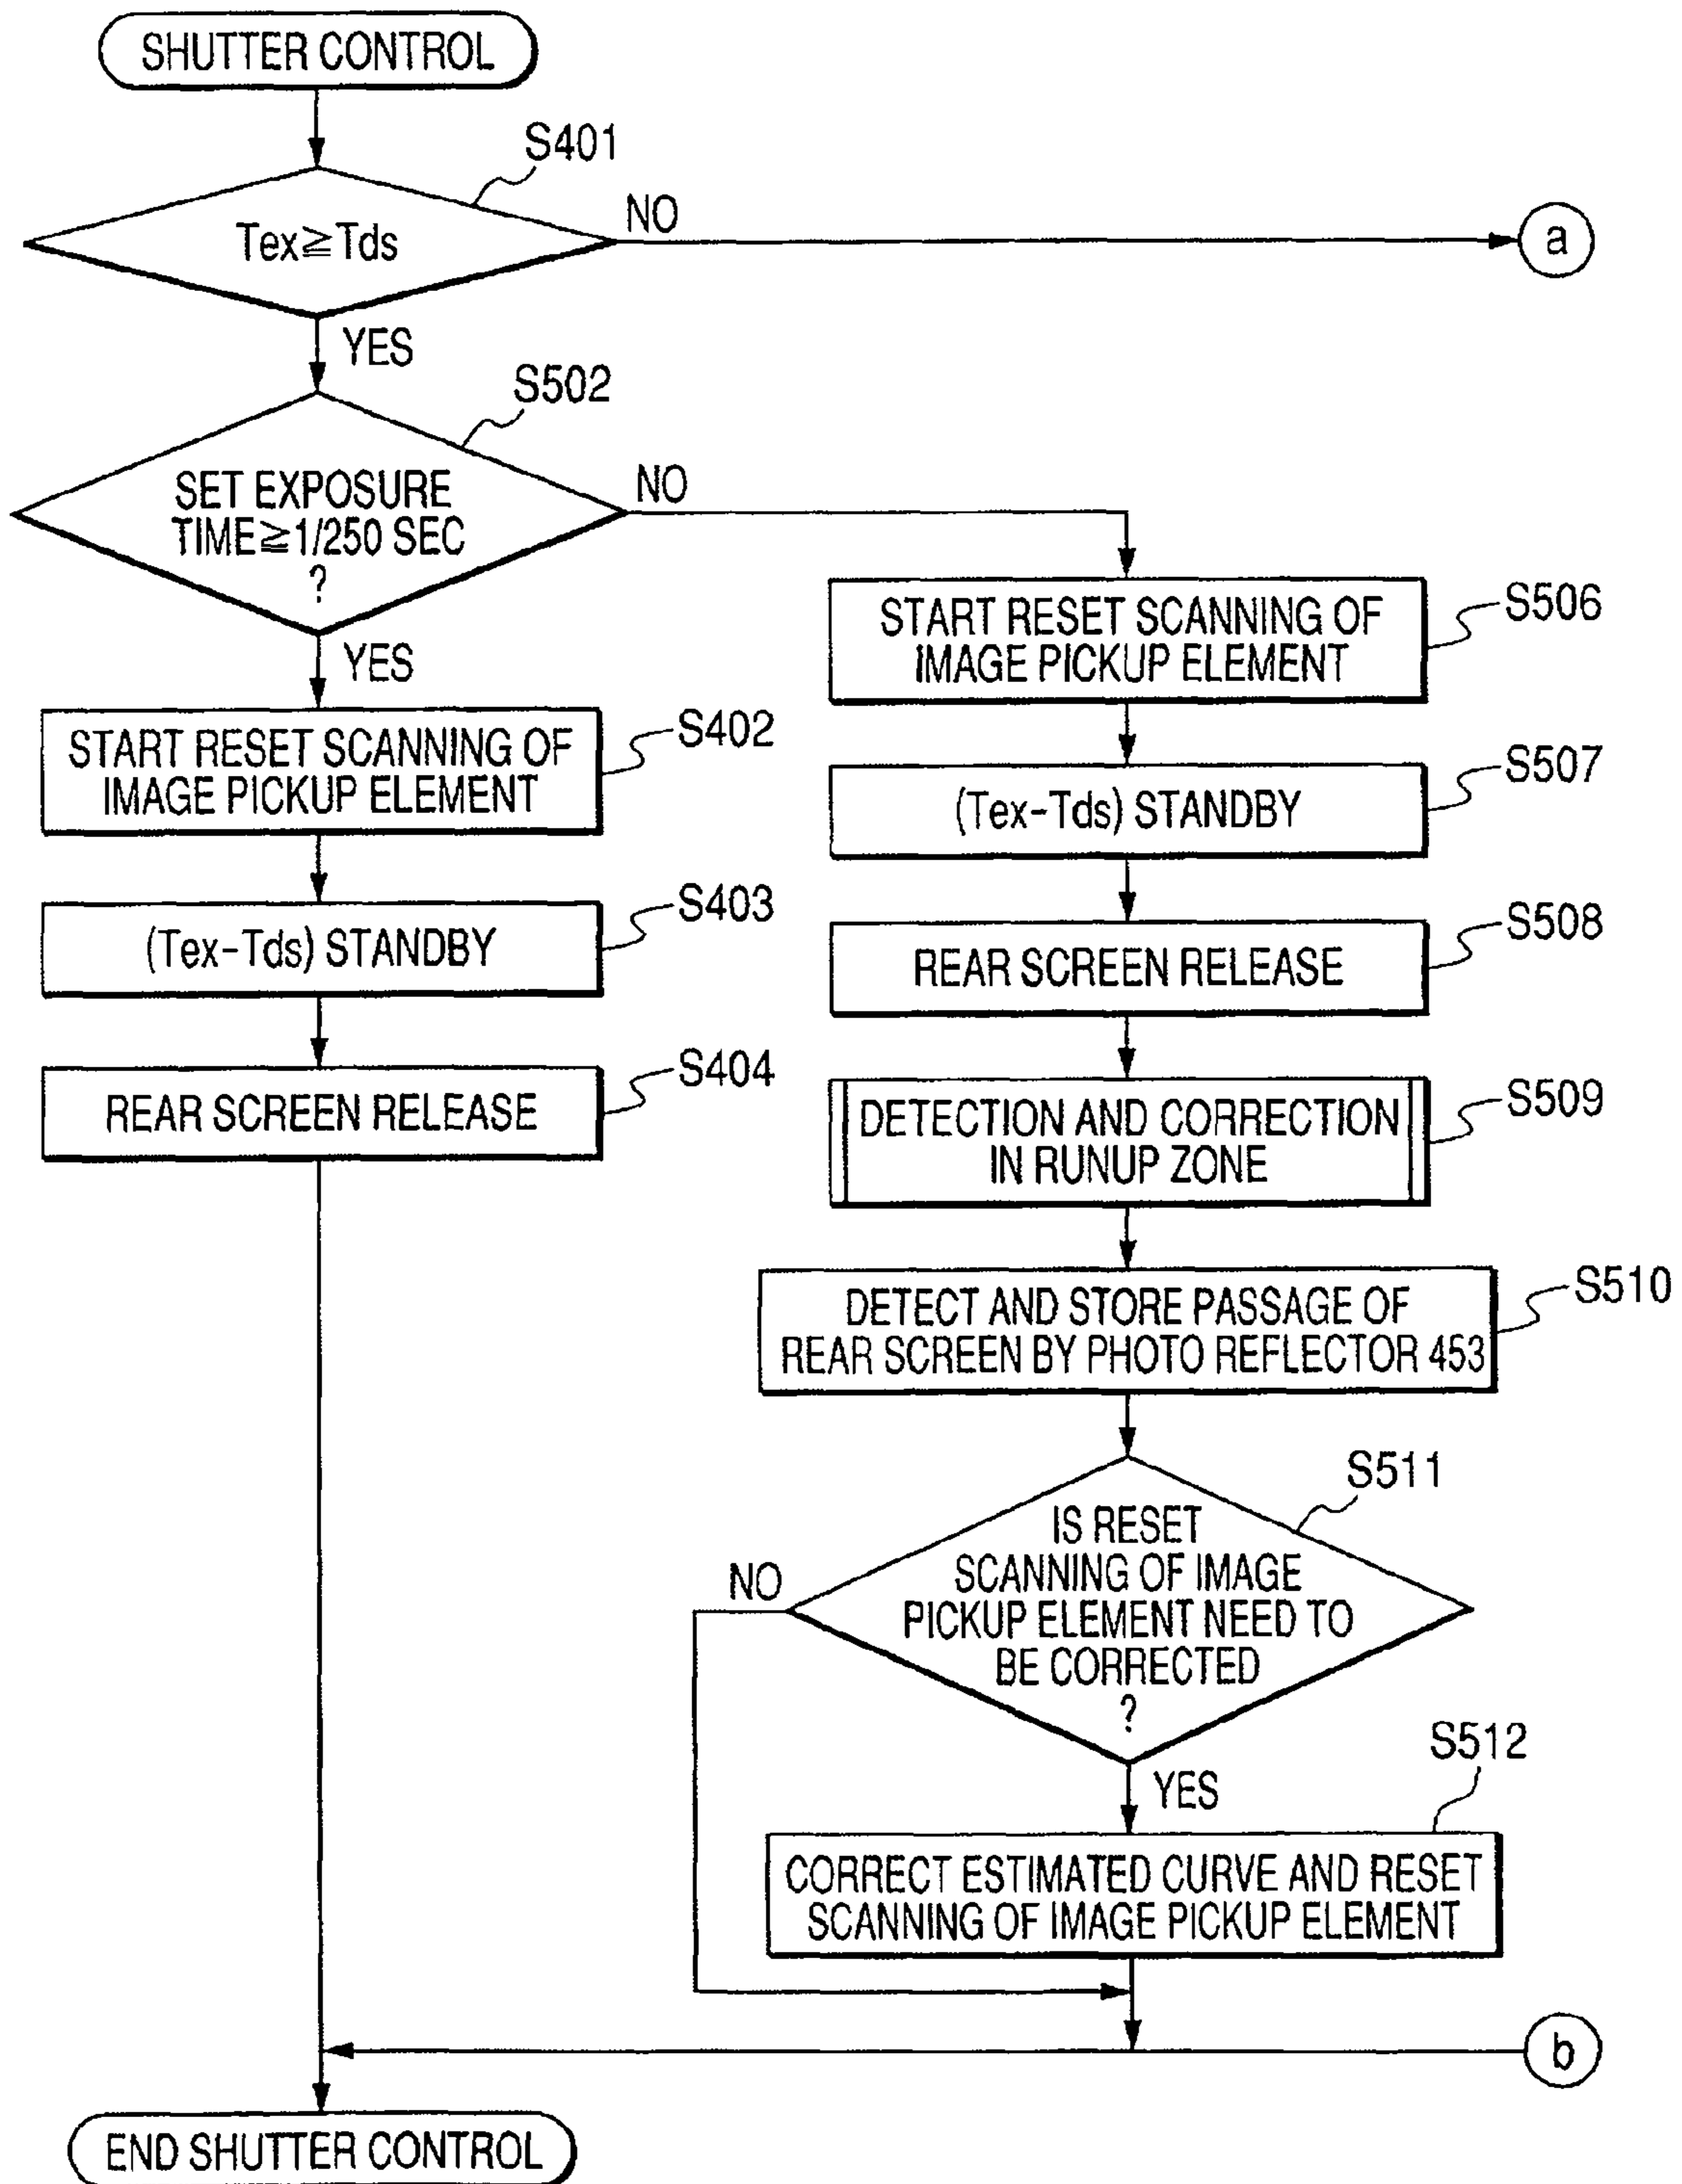 SHUTTER CONTROL
S401
Tex≧Tds
NO
a
YES
S502
SET EXPOSURE
TIME≧1/250 SEC
?
NO
YES
S402
START RESET SCANNING OF
IMAGE PICKUP ELEMENT
S403
(Tex-Tds) STANDBY
S404
REAR SCREEN RELEASE
S506
START RESET SCANNING OF
IMAGE PICKUP ELEMENT
S507
(Tex-Tds) STANDBY
S508
REAR SCREEN RELEASE
S509
DETECTION AND CORRECTION
IN RUNUP ZONE
S510
DETECT AND STORE PASSAGE OF
REAR SCREEN BY PHOTO REFLECTOR 453
S511
IS RESET
SCANNING OF IMAGE
PICKUP ELEMENT NEED TO
BE CORRECTED
?
NO
YES
S512
CORRECT ESTIMATED CURVE AND RESET
SCANNING OF IMAGE PICKUP ELEMENT
b
END SHUTTER CONTROL